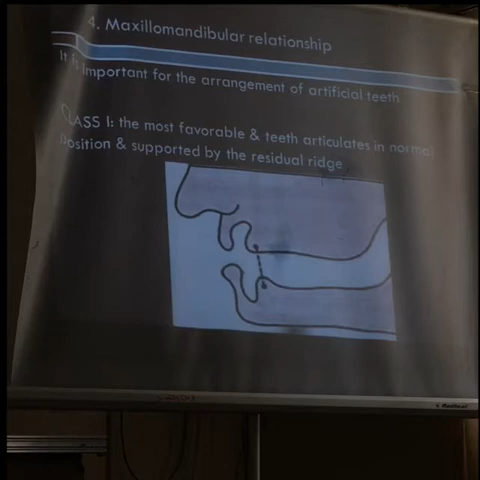 4. Maxillomandibular relationship
It is Important for the arrangement of artificial teeth
CLASS I: the most favorable & teeth articulates in normal
Position & supported by the residual ridge